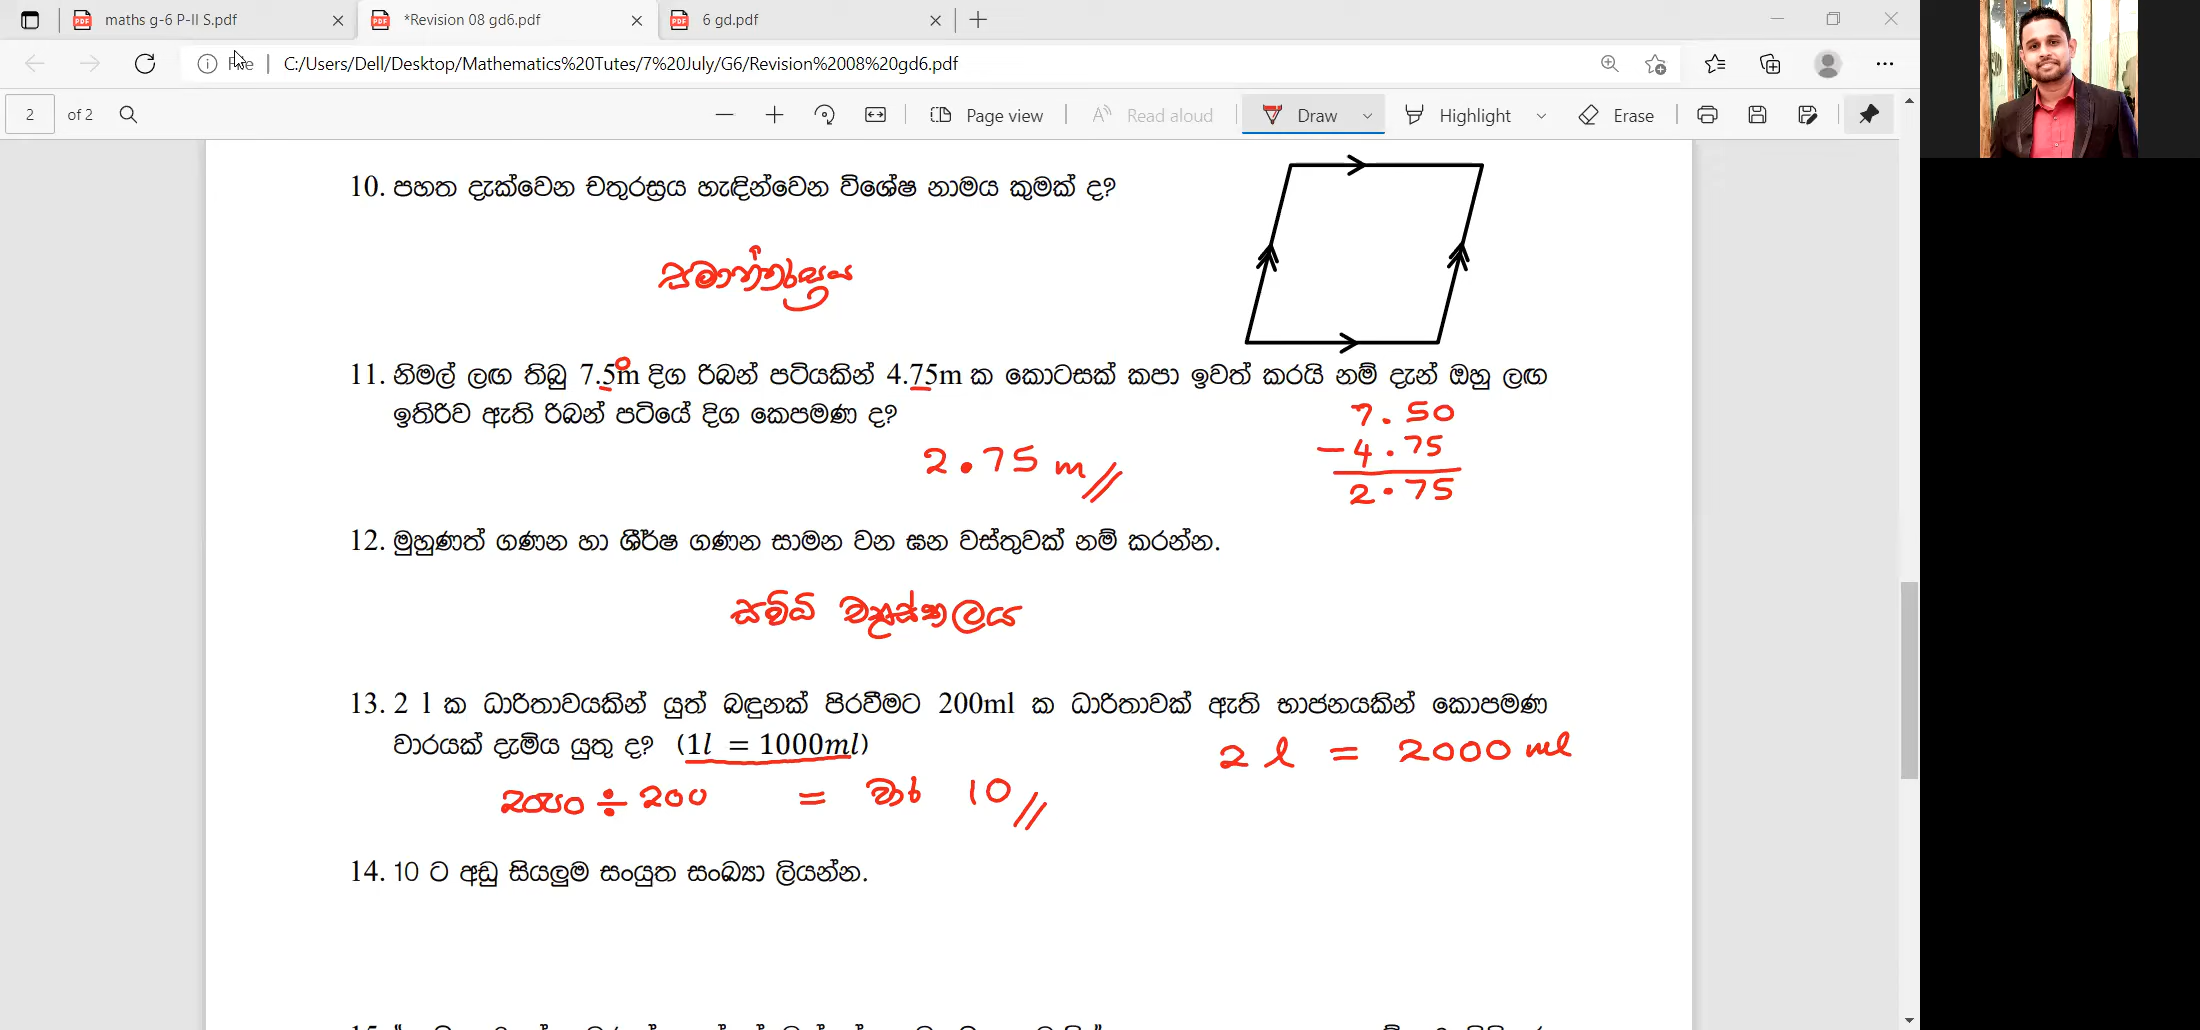 maths g-6 P-II S.pdf
*Revision 08 gd6.pdf
6 gd.pdf
C:/Users/Dell/Desktop/Mathematics%20Tutes/7%20July/G6/Revision%2008%20gd6.pdf
2 of 2
Page view
Read aloud
Draw
Highlight
Erase
10. පහත දැක්වෙන චතුරස්‍රය හැඳින්වෙන විශේෂ නාමය කුමක් ද?
සමාන්තරාස්‍රය
11. නිමල් ලඟ තිබූ 7.50m දිග රිබන් පටියකින් 4.75m ක කොටසක් කපා ඉවත් කරයි නම් දැන් ඔහු ලඟ
ඉතිරිව ඇති රිබන් පටියේ දිග කෙපමණ ද?
7.50
– 4.75
2.75
2.75 m //
12. මුහුණත් ගණන හා ශීර්ෂ ගණන සාමන වන ඝන වස්තුවක් නම් කරන්න.
සවිධි චතුස්තලය
13. 2 l ක ධාරිතාවයකින් යුත් බඳුනක් පිරවීමට 200ml ක ධාරිතාවක් ඇති භාජනයකින් කොපමණ
වාරයක් දැමිය යුතු ද? (1l = 1000ml)
2 l = 2000 ml
2000 ÷ 200 = වාර 10 //
14. 10 ට අඩු සියලුම සංයුත සංඛ්‍යා ලියන්න.